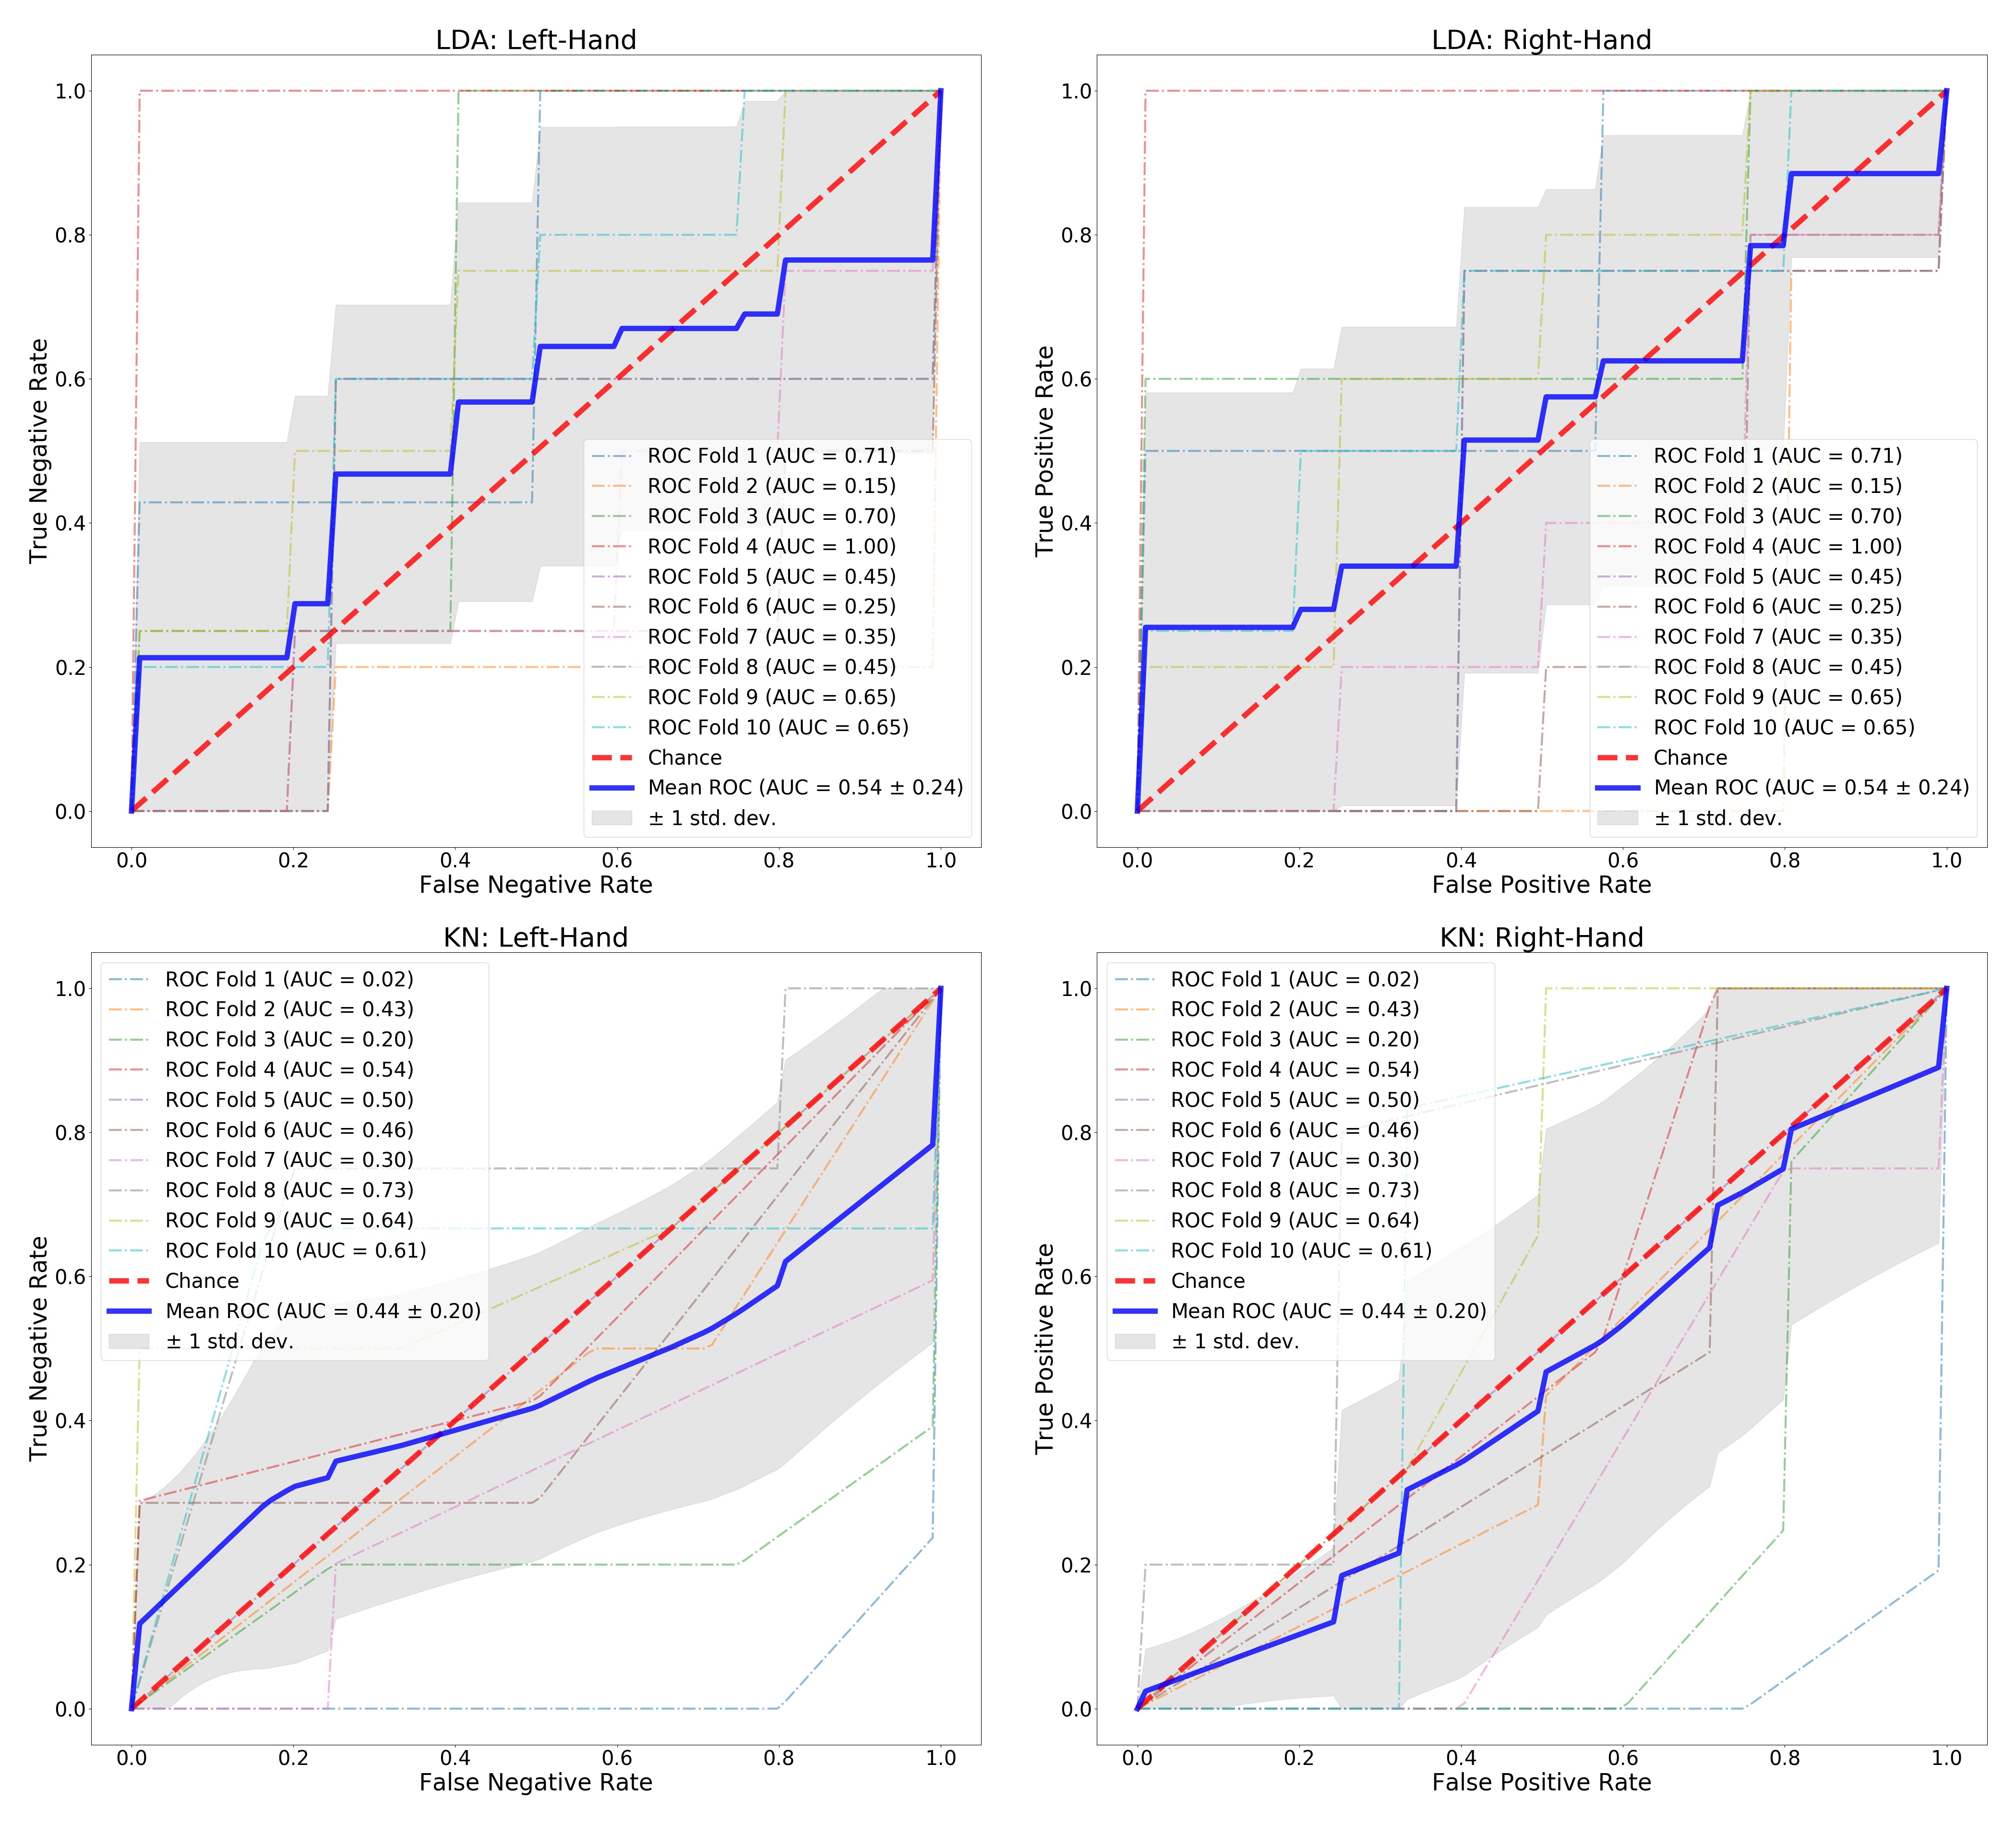 LDA: Left-Hand
True Negative Rate
1.0
0.8
0.6
0.4
0.2
0.0
ROC Fold 1 (AUC = 0.71)
ROC Fold 2 (AUC = 0.15)
ROC Fold 3 (AUC = 0.70)
ROC Fold 4 (AUC = 1.00)
ROC Fold 5 (AUC = 0.45)
ROC Fold 6 (AUC = 0.25)
ROC Fold 7 (AUC = 0.35)
ROC Fold 8 (AUC = 0.45)
ROC Fold 9 (AUC = 0.65)
ROC Fold 10 (AUC = 0.65)
Chance
Mean ROC (AUC = 0.54 ± 0.24)
± 1 std. dev.
0.0 0.2 0.4 0.6 0.8 1.0
False Negative Rate
LDA: Right-Hand
True Positive Rate
1.0
0.8
0.6
0.4
0.2
0.0
ROC Fold 1 (AUC = 0.71)
ROC Fold 2 (AUC = 0.15)
ROC Fold 3 (AUC = 0.70)
ROC Fold 4 (AUC = 1.00)
ROC Fold 5 (AUC = 0.45)
ROC Fold 6 (AUC = 0.25)
ROC Fold 7 (AUC = 0.35)
ROC Fold 8 (AUC = 0.45)
ROC Fold 9 (AUC = 0.65)
ROC Fold 10 (AUC = 0.65)
Chance
Mean ROC (AUC = 0.54 ± 0.24)
± 1 std. dev.
0.0 0.2 0.4 0.6 0.8 1.0
False Positive Rate
KN: Left-Hand
True Negative Rate
1.0
0.8
0.6
0.4
0.2
0.0
ROC Fold 1 (AUC = 0.02)
ROC Fold 2 (AUC = 0.43)
ROC Fold 3 (AUC = 0.20)
ROC Fold 4 (AUC = 0.54)
ROC Fold 5 (AUC = 0.50)
ROC Fold 6 (AUC = 0.46)
ROC Fold 7 (AUC = 0.30)
ROC Fold 8 (AUC = 0.73)
ROC Fold 9 (AUC = 0.64)
ROC Fold 10 (AUC = 0.61)
Chance
Mean ROC (AUC = 0.44 ± 0.20)
± 1 std. dev.
0.0 0.2 0.4 0.6 0.8 1.0
False Negative Rate
KN: Right-Hand
True Positive Rate
1.0
0.8
0.6
0.4
0.2
0.0
ROC Fold 1 (AUC = 0.02)
ROC Fold 2 (AUC = 0.43)
ROC Fold 3 (AUC = 0.20)
ROC Fold 4 (AUC = 0.54)
ROC Fold 5 (AUC = 0.50)
ROC Fold 6 (AUC = 0.46)
ROC Fold 7 (AUC = 0.30)
ROC Fold 8 (AUC = 0.73)
ROC Fold 9 (AUC = 0.64)
ROC Fold 10 (AUC = 0.61)
Chance
Mean ROC (AUC = 0.44 ± 0.20)
± 1 std. dev.
0.0 0.2 0.4 0.6 0.8 1.0
False Positive Rate